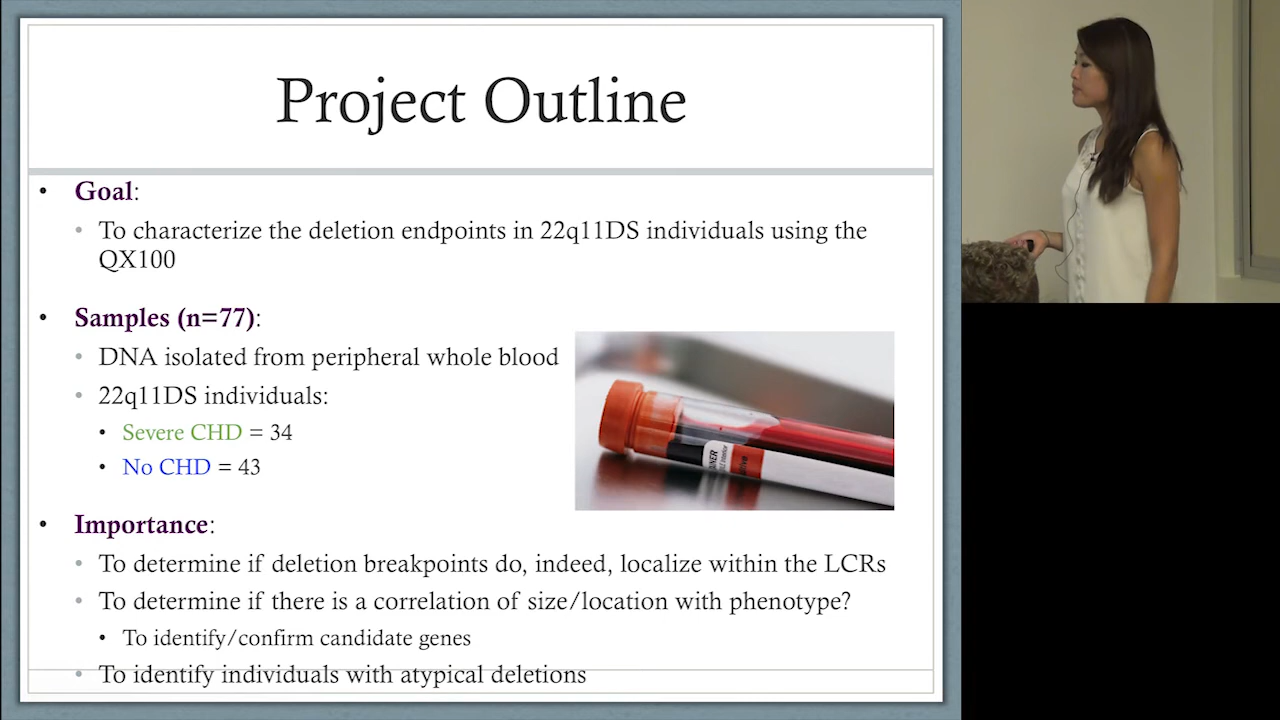 Project Outline
• Goal:
• To characterize the deletion endpoints in 22q11DS individuals using the
QX100
• Samples (n=77):
• DNA isolated from peripheral whole blood
• 22q11DS individuals:
• Severe CHD = 34
• No CHD = 43
• Importance:
• To determine if deletion breakpoints do, indeed, localize within the LCRs
• To determine if there is a correlation of size/location with phenotype?
• To identify/confirm candidate genes
• To identify individuals with atypical deletions